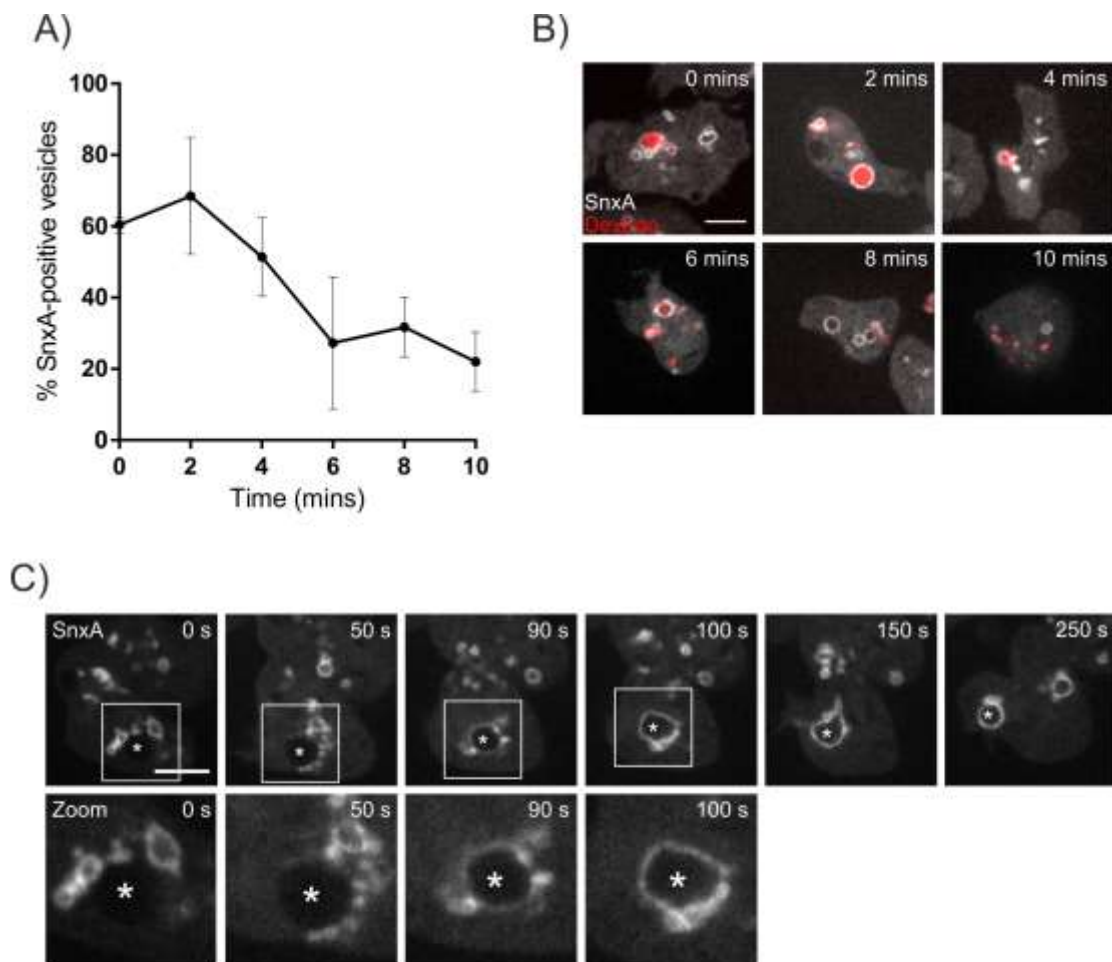 A)
100
80
60
40
20
0
% SnxA-positive vesicles
0 2 4 6 8 10
Time (mins)
B)
0 mins
2 mins
4 mins
SnxA
Dextran
6 mins
8 mins
10 mins
C)
SnxA
0 s
50 s
90 s
100 s
150 s
250 s
*
*
*
*
*
*
Zoom
0 s
50 s
90 s
100 s
*
*
*
*